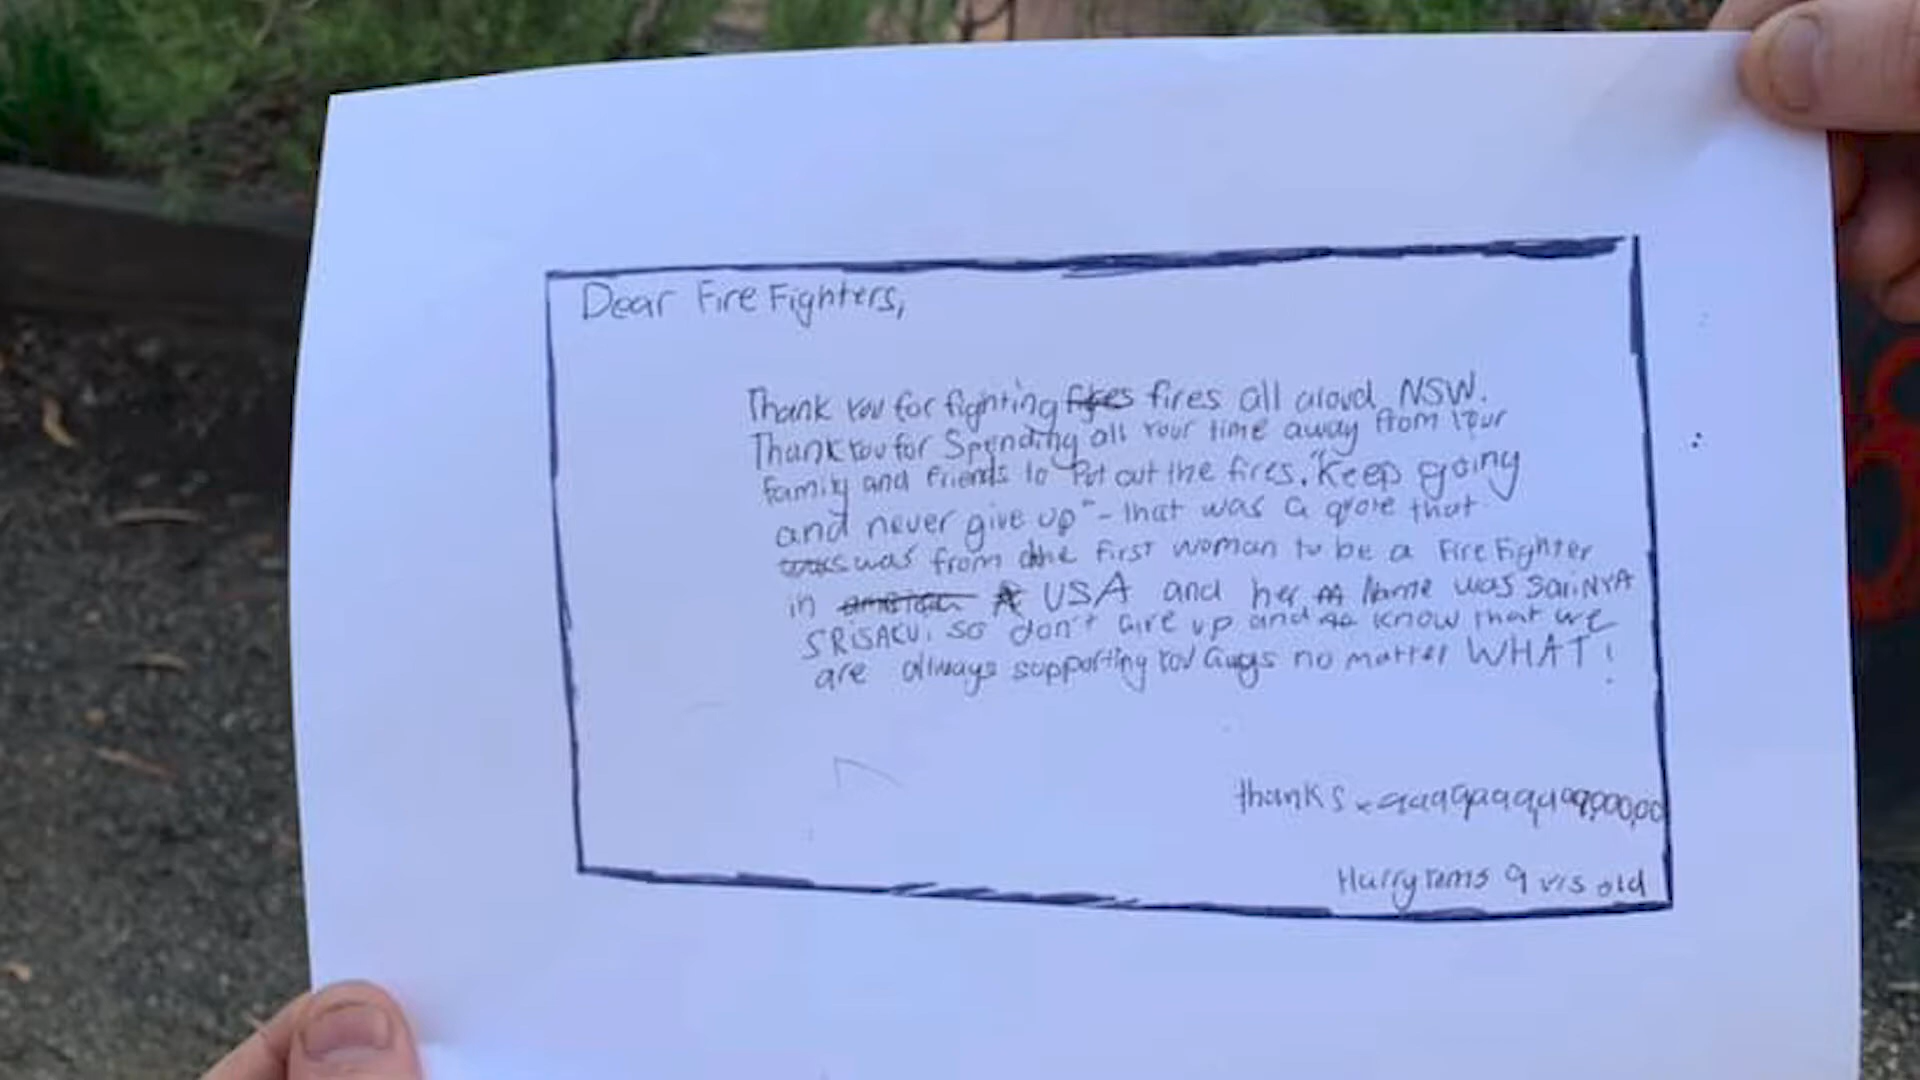 Dear Fire Fighters,
Thank you for fighting fires all aroud NSW.
Thank you for Spending all your time away from your
family and friends to Put out the fires. "Keep going
and never give up" - that was a qoute that
was from the first woman to be a Fire Fighter
in USA and her Name was SariNYA
SRISAKU. so don't give up and know that we
are always supporting you Guys no matter WHAT!
thanks x
Harry 9 yrs old